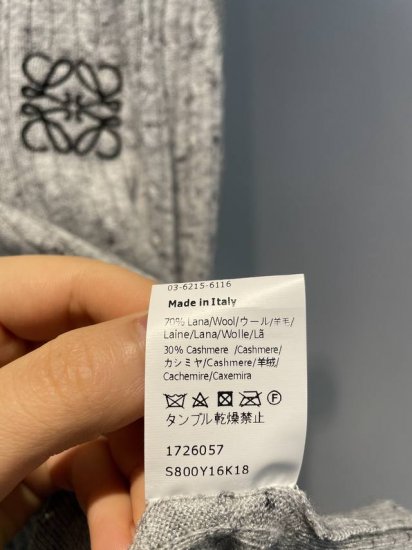 03-6215-6116
Made in Italy
70% Lana/Wool/ウール/羊毛/
Laine/Lana/Wolle/Lã
30% Cashmere /Cashmere/
カシミヤ/Cashmere/羊绒/
Cachemire/Caxemira
F
タンブル乾燥禁止
1726057
S800Y16K18